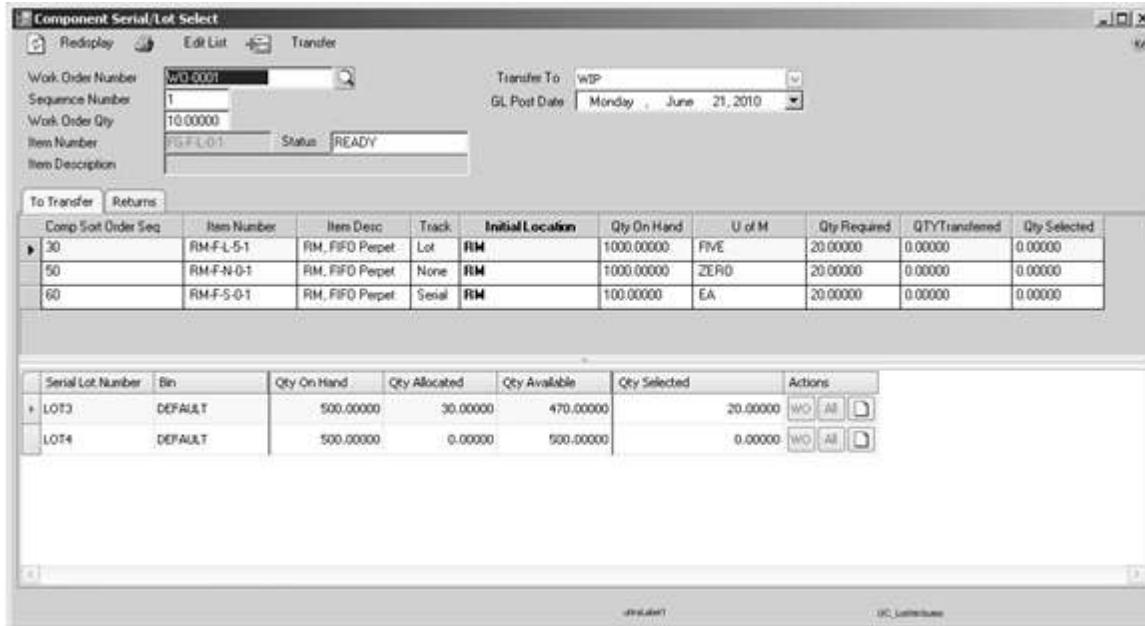 Component Serial/Lot Select
Redisplay Edit List Transfer
Work Order Number WO-0001 Transfer To WIP
Sequence Number 1 GL Post Date Monday , June 21, 2010
Work Order Qty 10.00000
Item Number FG-F-L-0-1 Status READY
Item Description
To Transfer Returns
Comp Sort Order Seq Item Number Item Desc Track Initial Location Qty On Hand U of M Qty Required QTYTransferred Qty Selected
30 RM-F-L-5-1 RM, FIFO Perpet Lot RM 1000.00000 FIVE 20.00000 0.00000 0.00000
50 RM-F-N-0-1 RM, FIFO Perpet None RM 1000.00000 ZERO 20.00000 0.00000 0.00000
60 RM-F-S-0-1 RM, FIFO Perpet Serial RM 100.00000 EA 20.00000 0.00000 0.00000
Serial Lot Number Bin Qty On Hand Qty Allocated Qty Available Qty Selected Actions
LOT3 DEFAULT 500.00000 30.00000 470.00000 20.00000 WO All
LOT4 DEFAULT 500.00000 0.00000 500.00000 0.00000 WO All
ultraLabel1